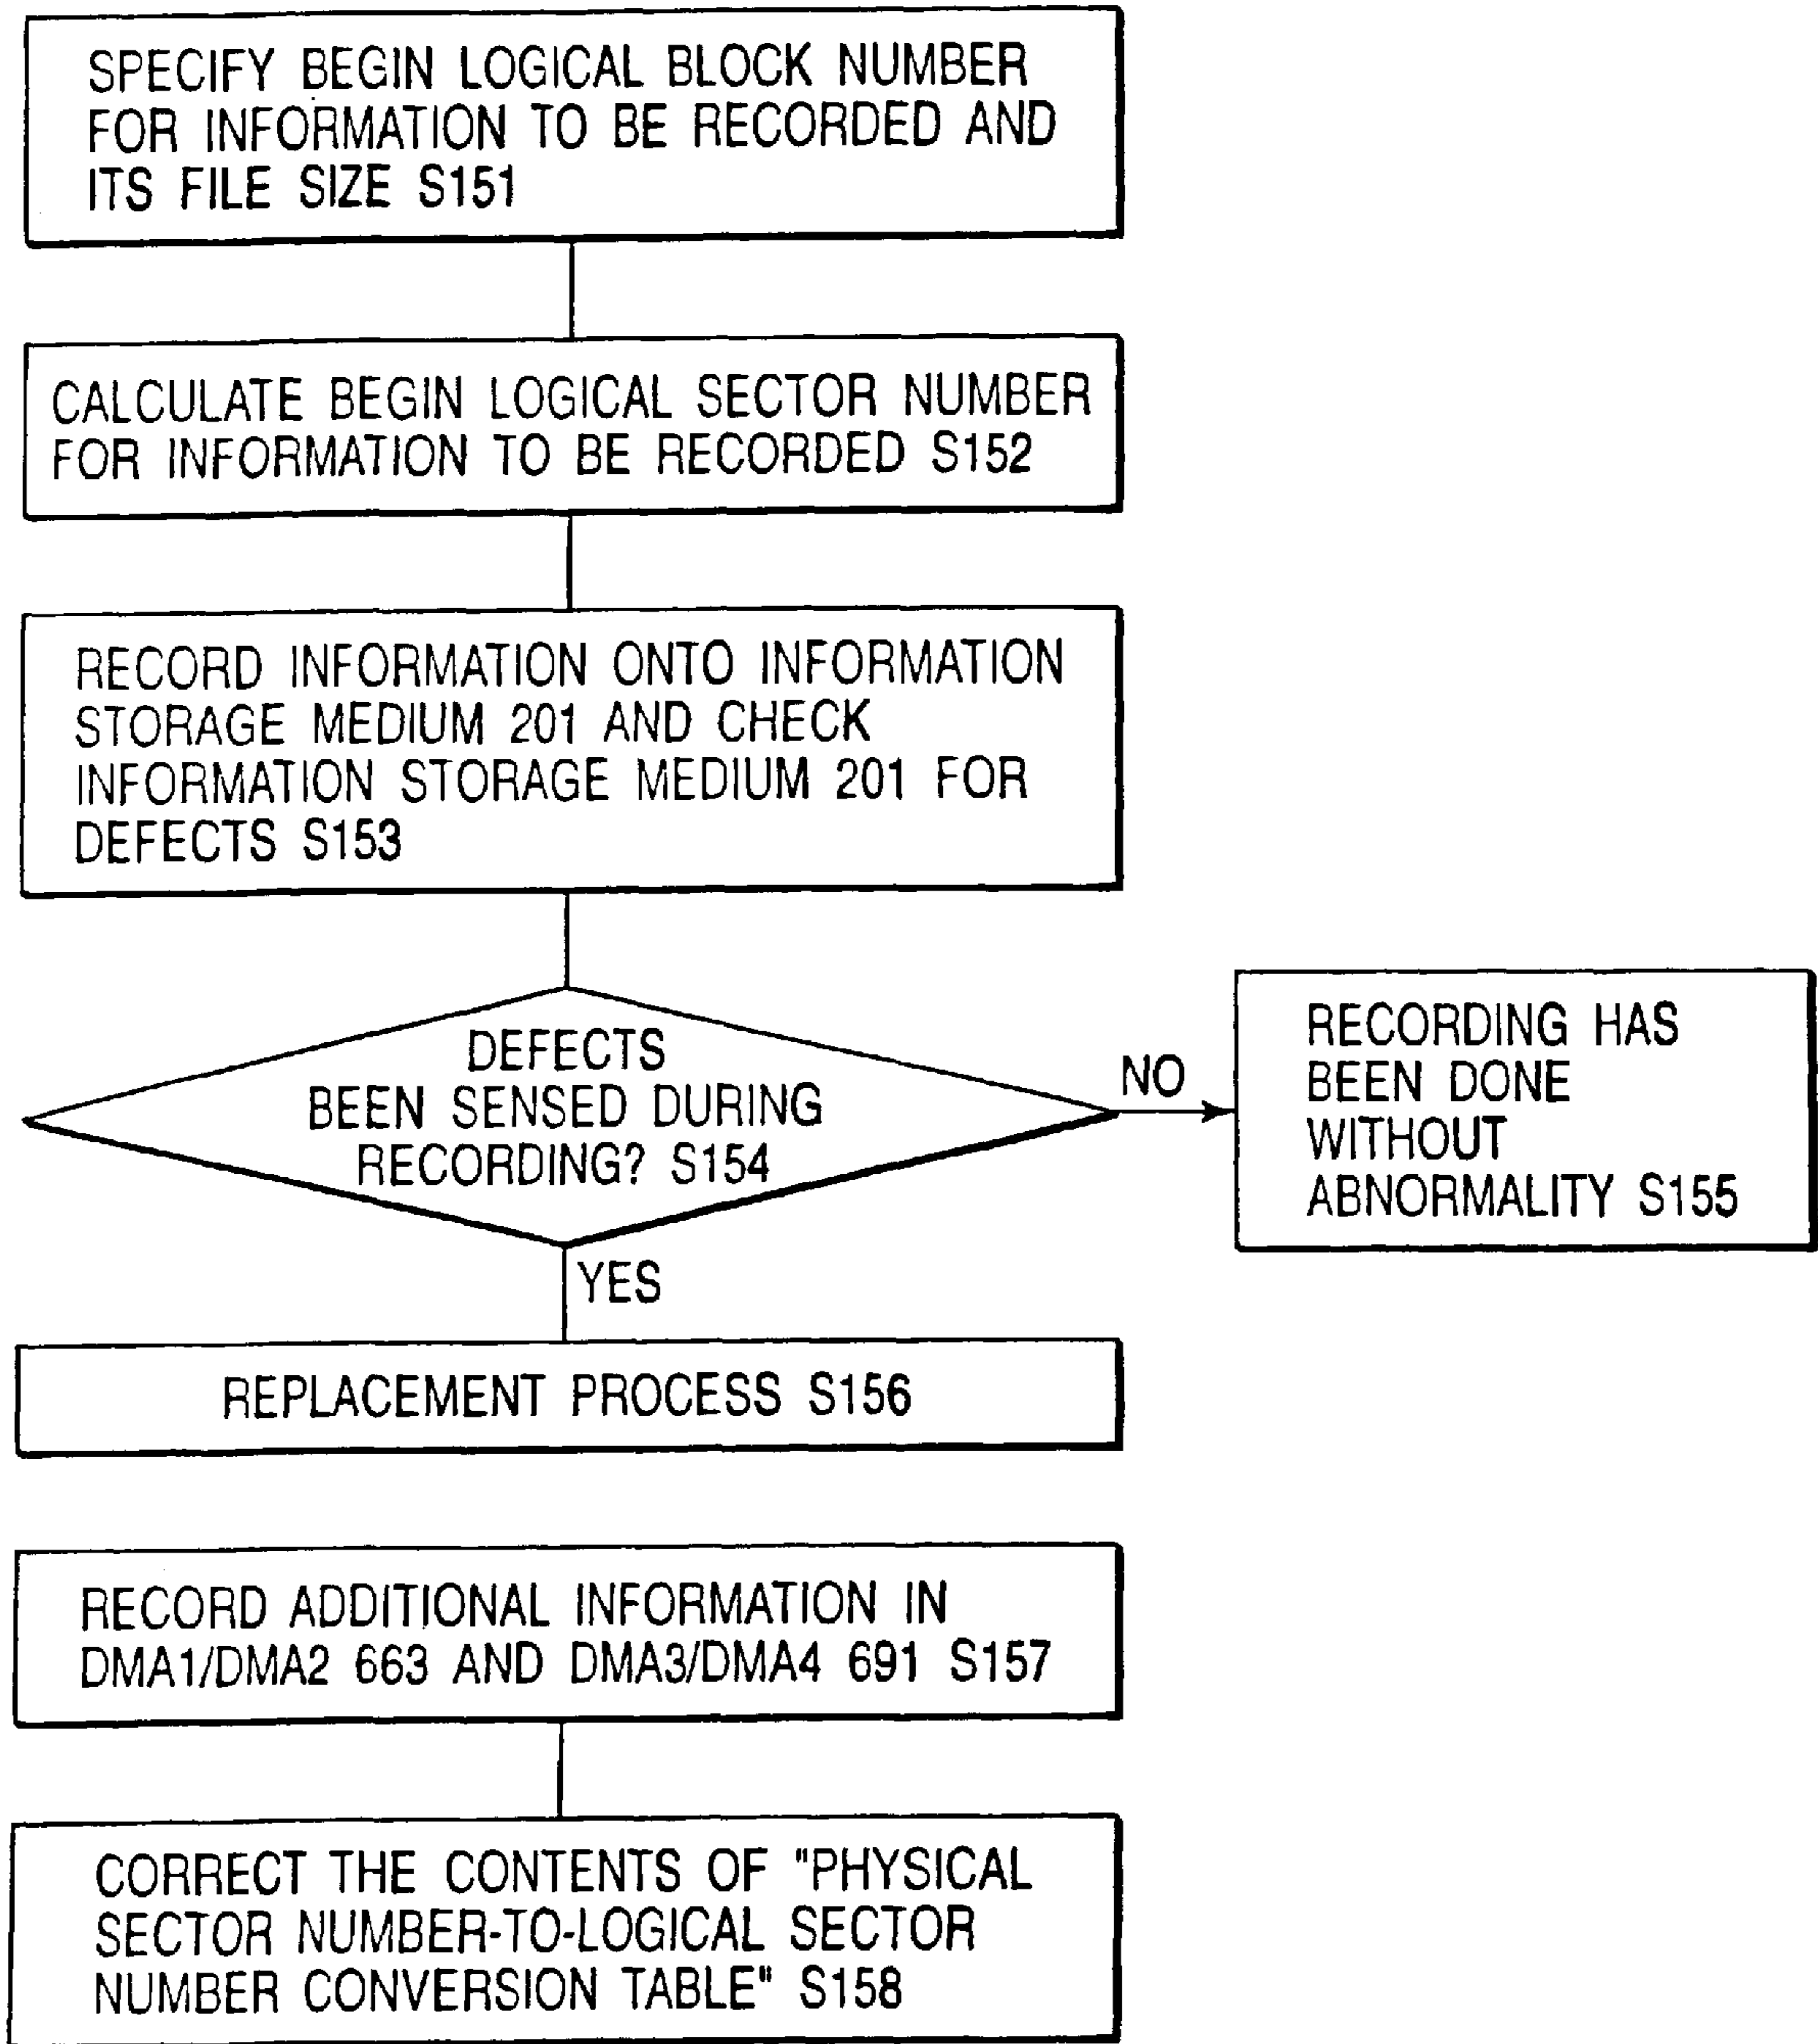 SPECIFY BEGIN LOGICAL BLOCK NUMBER
FOR INFORMATION TO BE RECORDED AND
ITS FILE SIZE S151
CALCULATE BEGIN LOGICAL SECTOR NUMBER
FOR INFORMATION TO BE RECORDED S152
RECORD INFORMATION ONTO INFORMATION
STORAGE MEDIUM 201 AND CHECK
INFORMATION STORAGE MEDIUM 201 FOR
DEFECTS S153
DEFECTS
BEEN SENSED DURING
RECORDING? S154
NO
RECORDING HAS
BEEN DONE
WITHOUT
ABNORMALITY S155
YES
REPLACEMENT PROCESS S156
RECORD ADDITIONAL INFORMATION IN
DMA1/DMA2 663 AND DMA3/DMA4 691 S157
CORRECT THE CONTENTS OF "PHYSICAL
SECTOR NUMBER-TO-LOGICAL SECTOR
NUMBER CONVERSION TABLE" S158